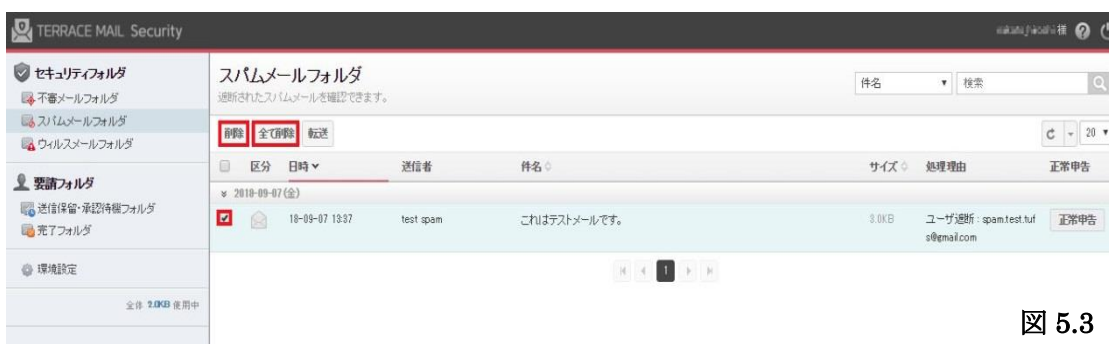 TERRACE MAIL Security
様
セキュリティフォルダ
不審メールフォルダ
スパムメールフォルダ
ウィルスメールフォルダ
要請フォルダ
送信保留・承認待機フォルダ
完了フォルダ
環境設定
全体 2.0KB 使用中
スパムメールフォルダ
遮断されたスパムメールを確認できます。
件名 検索
削除 全て削除 転送 20
区分 日時 送信者 件名 サイズ 処理理由 正常申告
2018-09-07(金)
18-09-07 13:37 test spam これはテストメールです。 3.0KB ユーザ遮断 : spam.test.tuf 正常申告
s@gmail.com
1
図 5.3